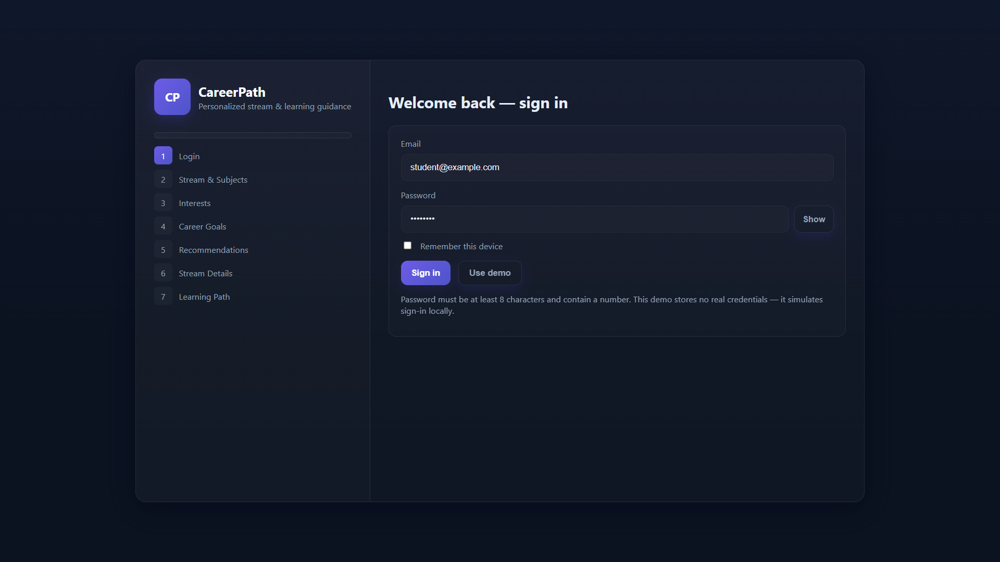 CP
CareerPath
Personalized stream & learning guidance
1 Login
2 Stream & Subjects
3 Interests
4 Career Goals
5 Recommendations
6 Stream Details
7 Learning Path
Welcome back — sign in
Email
student@example.com
Password
••••••••
Show
Remember this device
Sign in
Use demo
Password must be at least 8 characters and contain a number. This demo stores no real credentials — it simulates
sign-in locally.